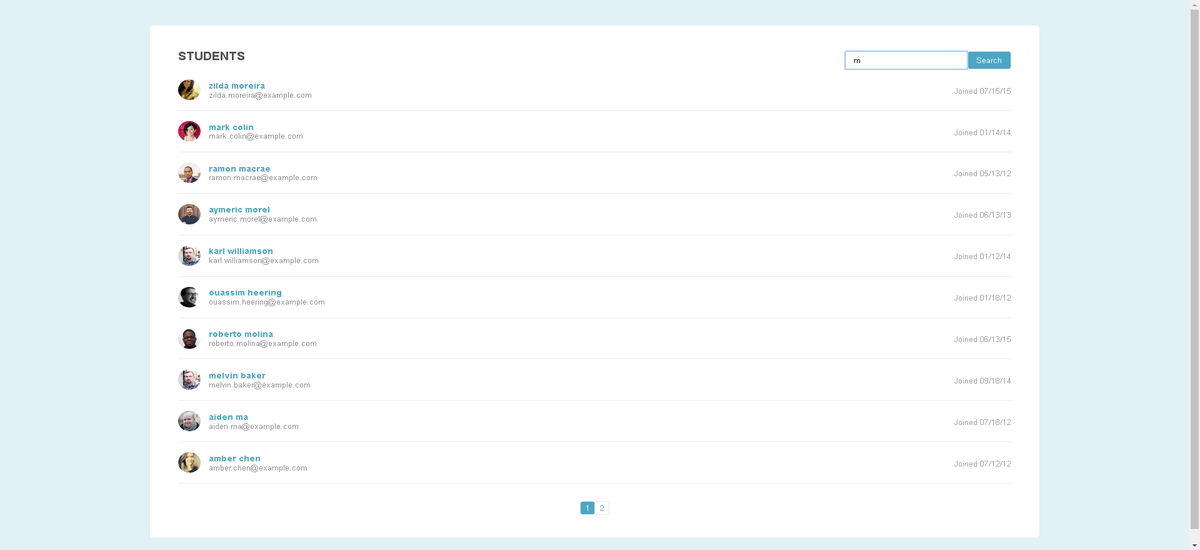 STUDENTS
m
Search
zilda moreira
zilda.moreira@example.com
Joined 07/15/15
mark colin
mark.colin@example.com
Joined 01/14/14
ramon macrae
ramon.macrae@example.com
Joined 05/13/12
aymeric morel
aymeric.morel@example.com
Joined 06/13/13
karl williamson
karl.williamson@example.com
Joined 01/12/14
ouassim heering
ouassim.heering@example.com
Joined 01/18/12
roberto molina
roberto.molina@example.com
Joined 06/13/15
melvin baker
melvin.baker@example.com
Joined 09/18/14
aiden ma
aiden.ma@example.com
Joined 07/18/12
amber chen
amber.chen@example.com
Joined 07/12/12
1 2